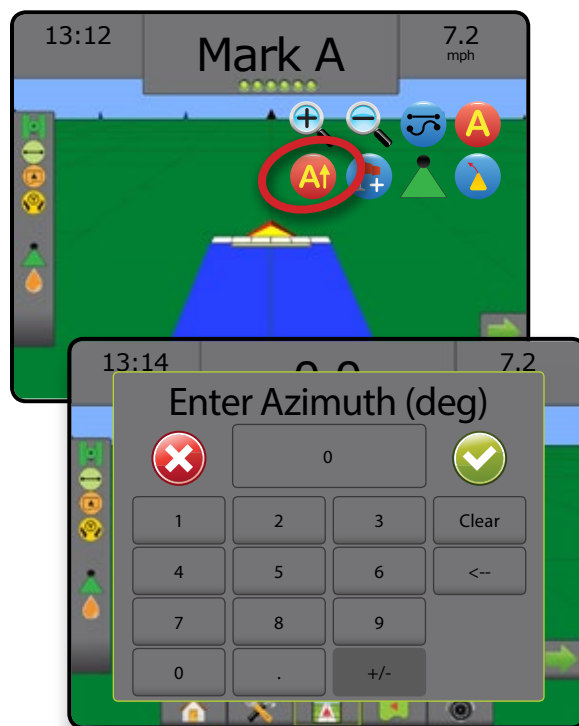 13:12 Mark A 7.2
mph
A
A
13:14 7.2
Enter Azimuth (deg)
0
1 2 3 Clear
4 5 6 <--
7 8 9
0 . +/-